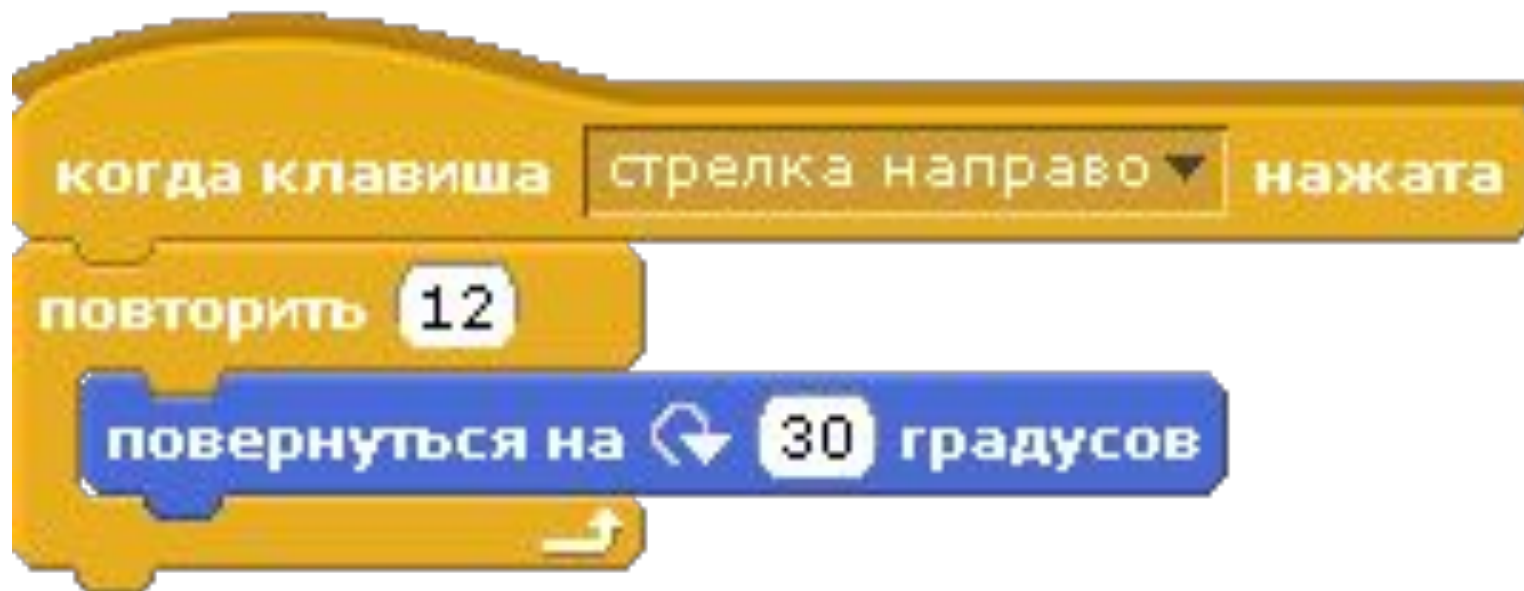 когда клавиша стрелка направо нажата
повторить 12
повернуться на 30 градусов